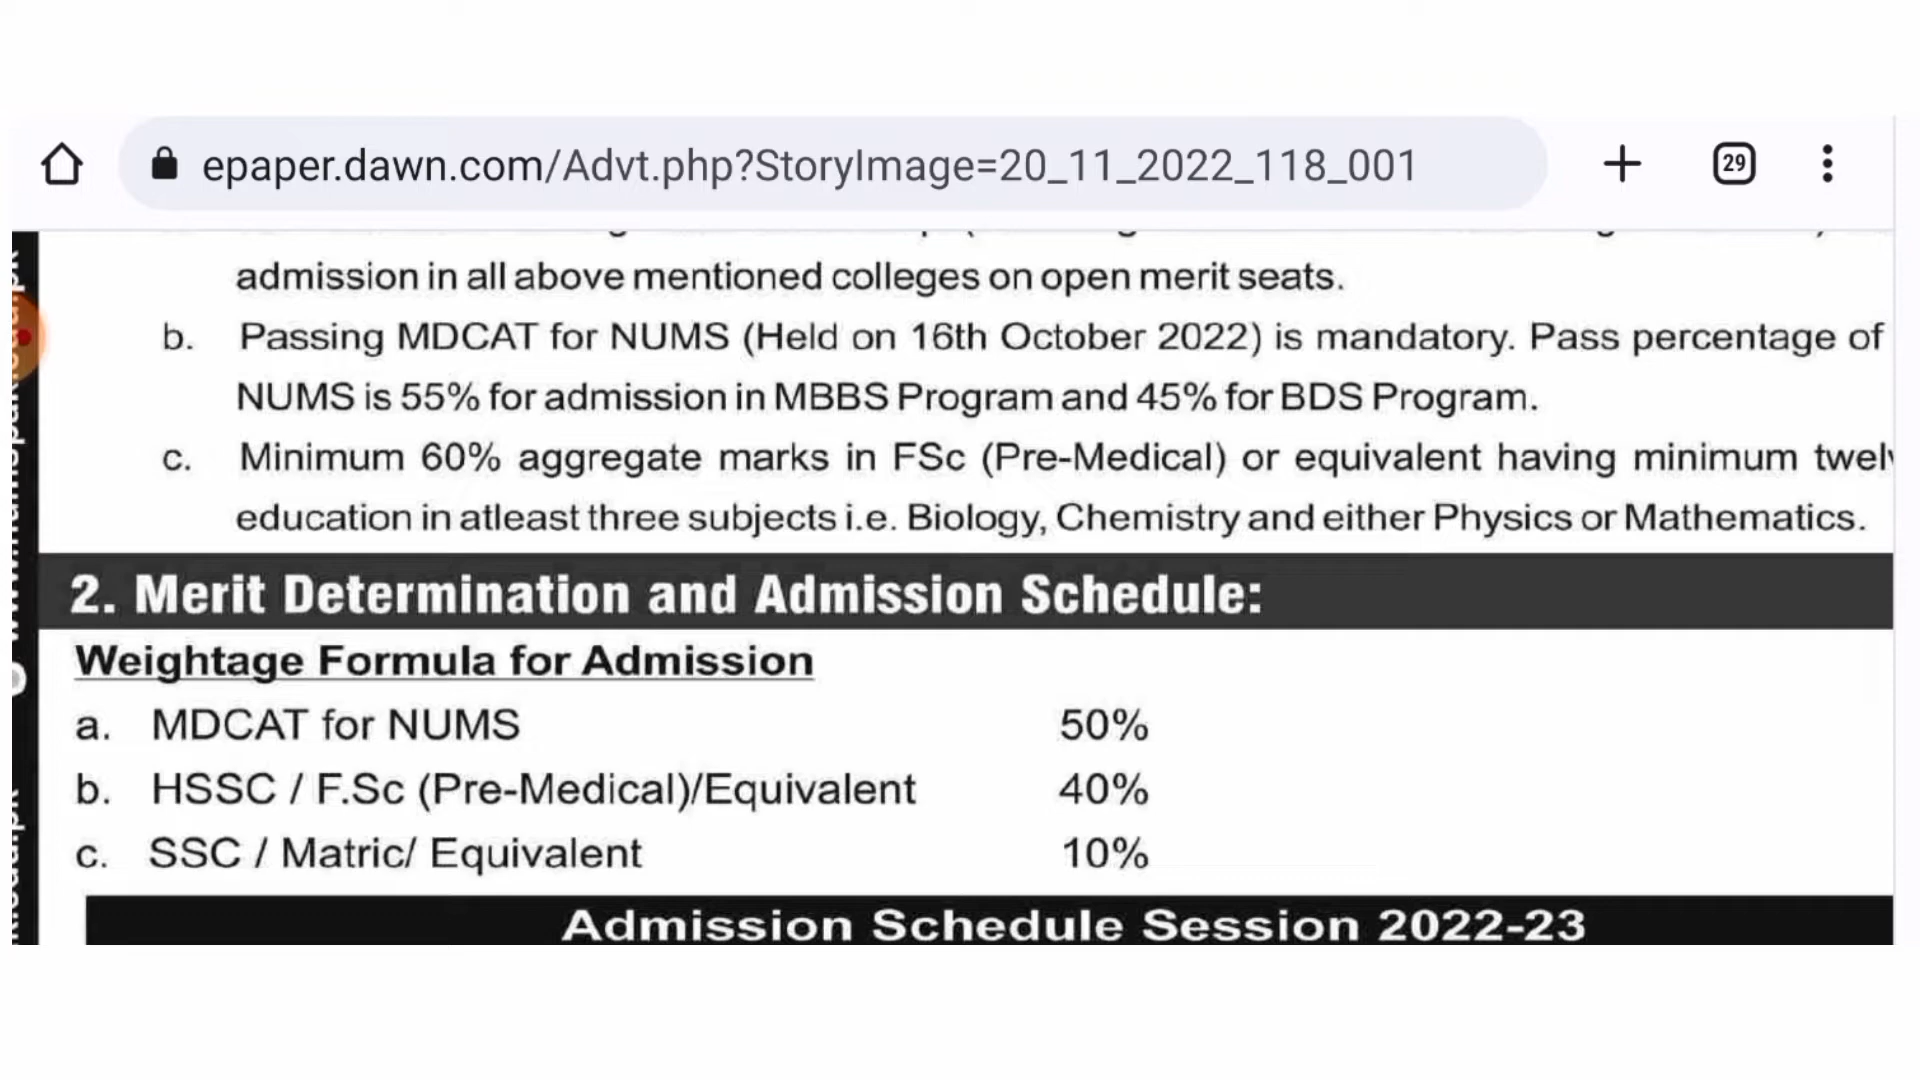 epaper.dawn.com/Advt.php?StoryImage=20_11_2022_118_001
29
admission in all above mentioned colleges on open merit seats.
b. Passing MDCAT for NUMS (Held on 16th October 2022) is mandatory. Pass percentage of
NUMS is 55% for admission in MBBS Program and 45% for BDS Program.
c. Minimum 60% aggregate marks in FSc (Pre-Medical) or equivalent having minimum
education in atleast three subjects i.e. Biology, Chemistry and either Physics or Mathematics.
2. Merit Determination and Admission Schedule:
Weightage Formula for Admission
a. MDCAT for NUMS 50%
b. HSSC / F.Sc (Pre-Medical)/Equivalent 40%
c. SSC / Matric/ Equivalent 10%
Admission Schedule Session 2022-23